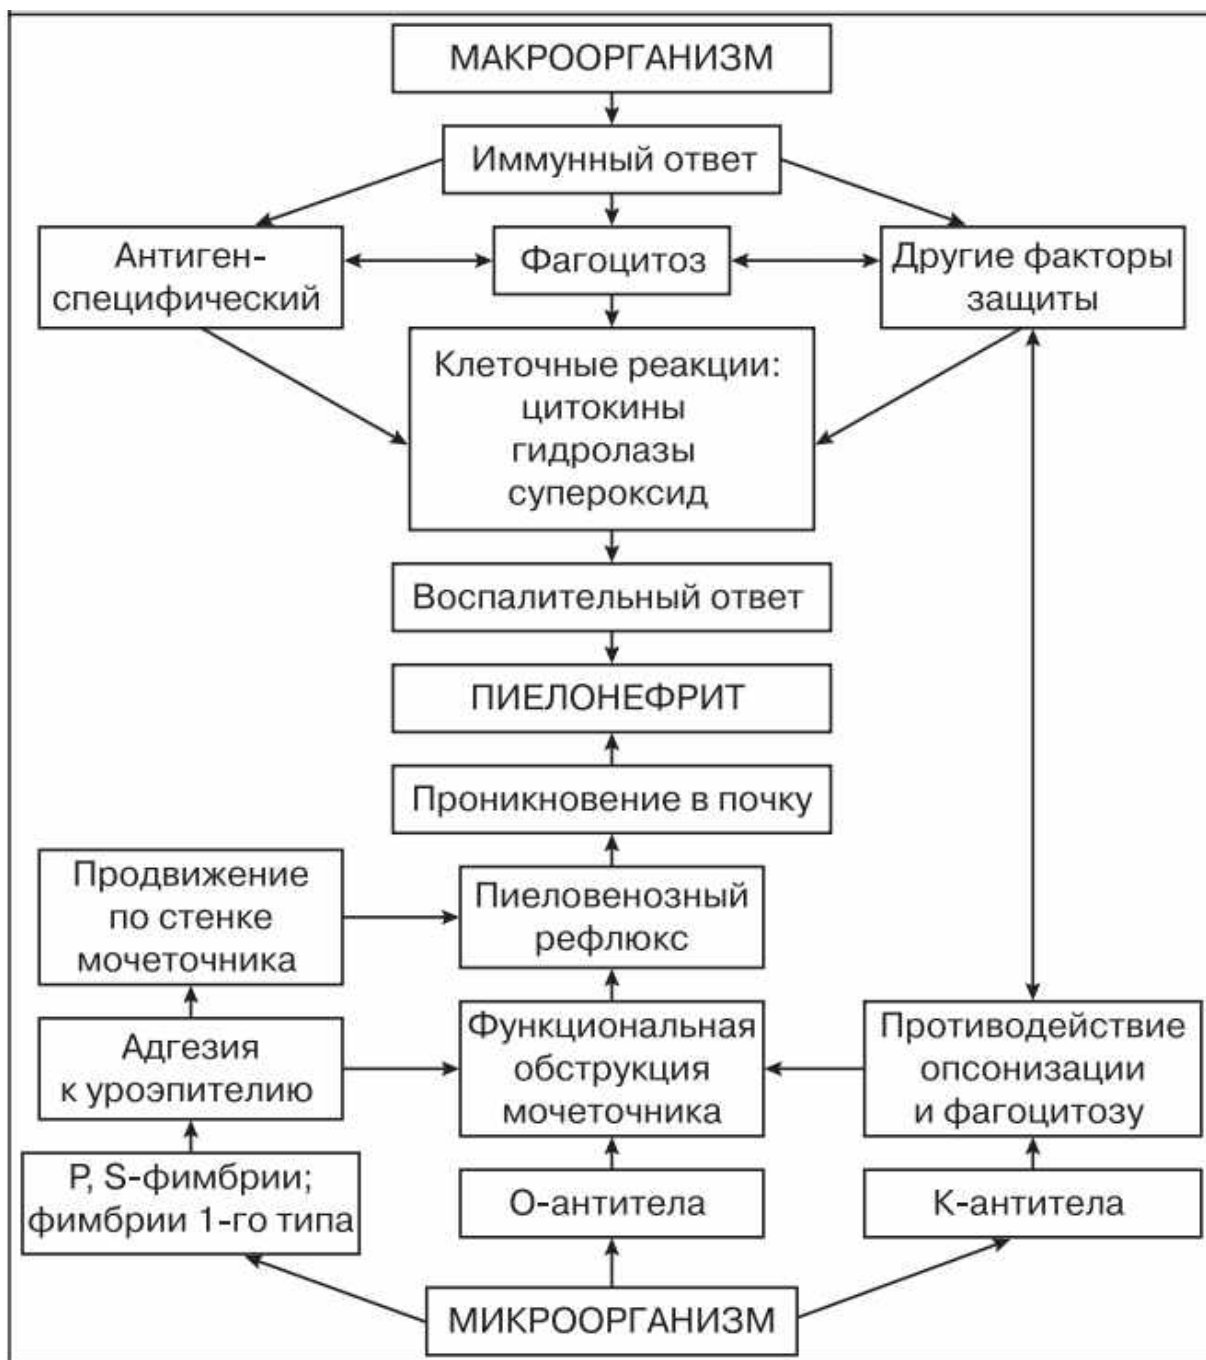 МАКРООРГАНИЗМ
Иммунный ответ
Антиген-
специфический
Фагоцитоз
Другие факторы
защиты
Клеточные реакции:
цитокины
гидролазы
супероксид
Воспалительный ответ
ПИЕЛОНЕФРИТ
Проникновение в почку
Продвижение
по стенке
мочеточника
Пиеловенозный
рефлюкс
Адгезия
к уроэпителию
Функциональная
обструкция
мочеточника
Противодействие
опсонизации
и фагоцитозу
P, S-фимбрии;
фимбрии 1-го типа
О-антитела
К-антитела
МИКРООРГАНИЗМ